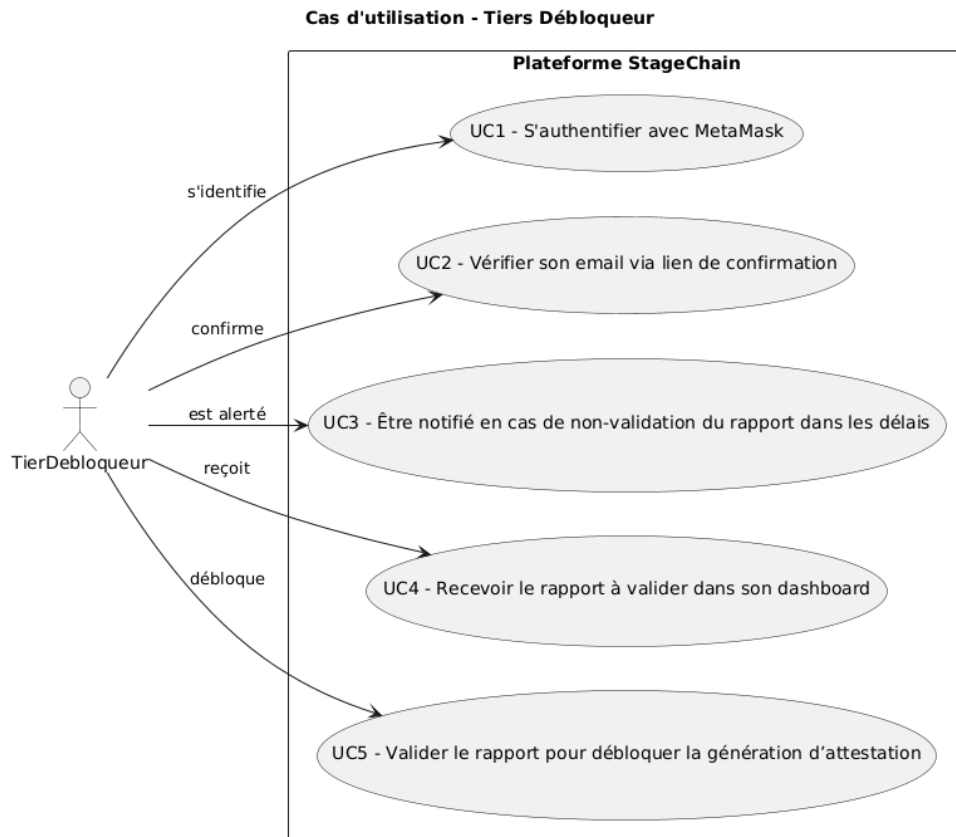 Cas d'utilisation - Tiers Débloqueur
Plateforme StageChain
UC1 - S'authentifier avec MetaMask
s'identifie
UC2 - Vérifier son email via lien de confirmation
confirme
est alerté
UC3 - Être notifié en cas de non-validation du rapport dans les délais
TierDebloqueur
reçoit
débloque
UC4 - Recevoir le rapport à valider dans son dashboard
UC5 - Valider le rapport pour débloquer la génération d’attestation